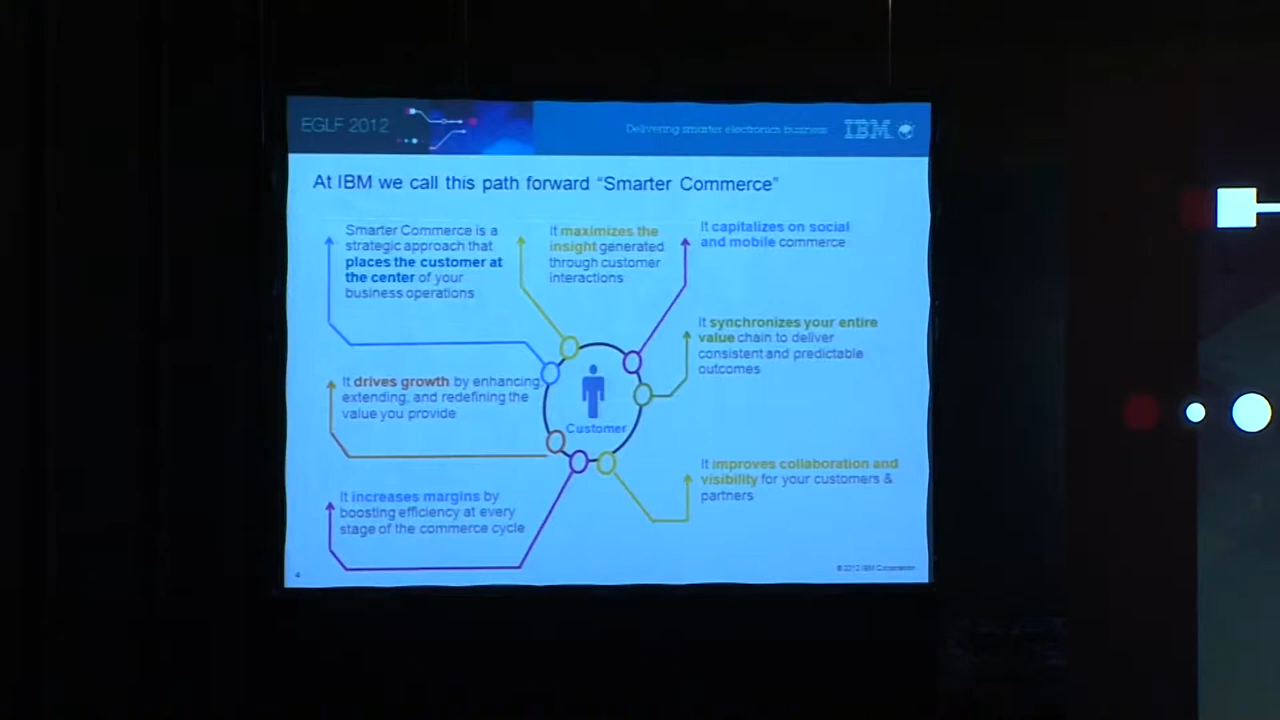 EGLF 2012
Delivering smarter electronics business
IBM
At IBM we call this path forward “Smarter Commerce”
Smarter Commerce is a
strategic approach that
places the customer at
the center of your
business operations
It maximizes the
insight generated
through customer
interactions
It capitalizes on social
and mobile commerce
It synchronizes your entire
value chain to deliver
consistent and predictable
outcomes
It drives growth by enhancing,
extending, and redefining the
value you provide
Customer
It improves collaboration and
visibility for your customers &
partners
It increases margins by
boosting efficiency at every
stage of the commerce cycle
4
© 2012 IBM Corporation